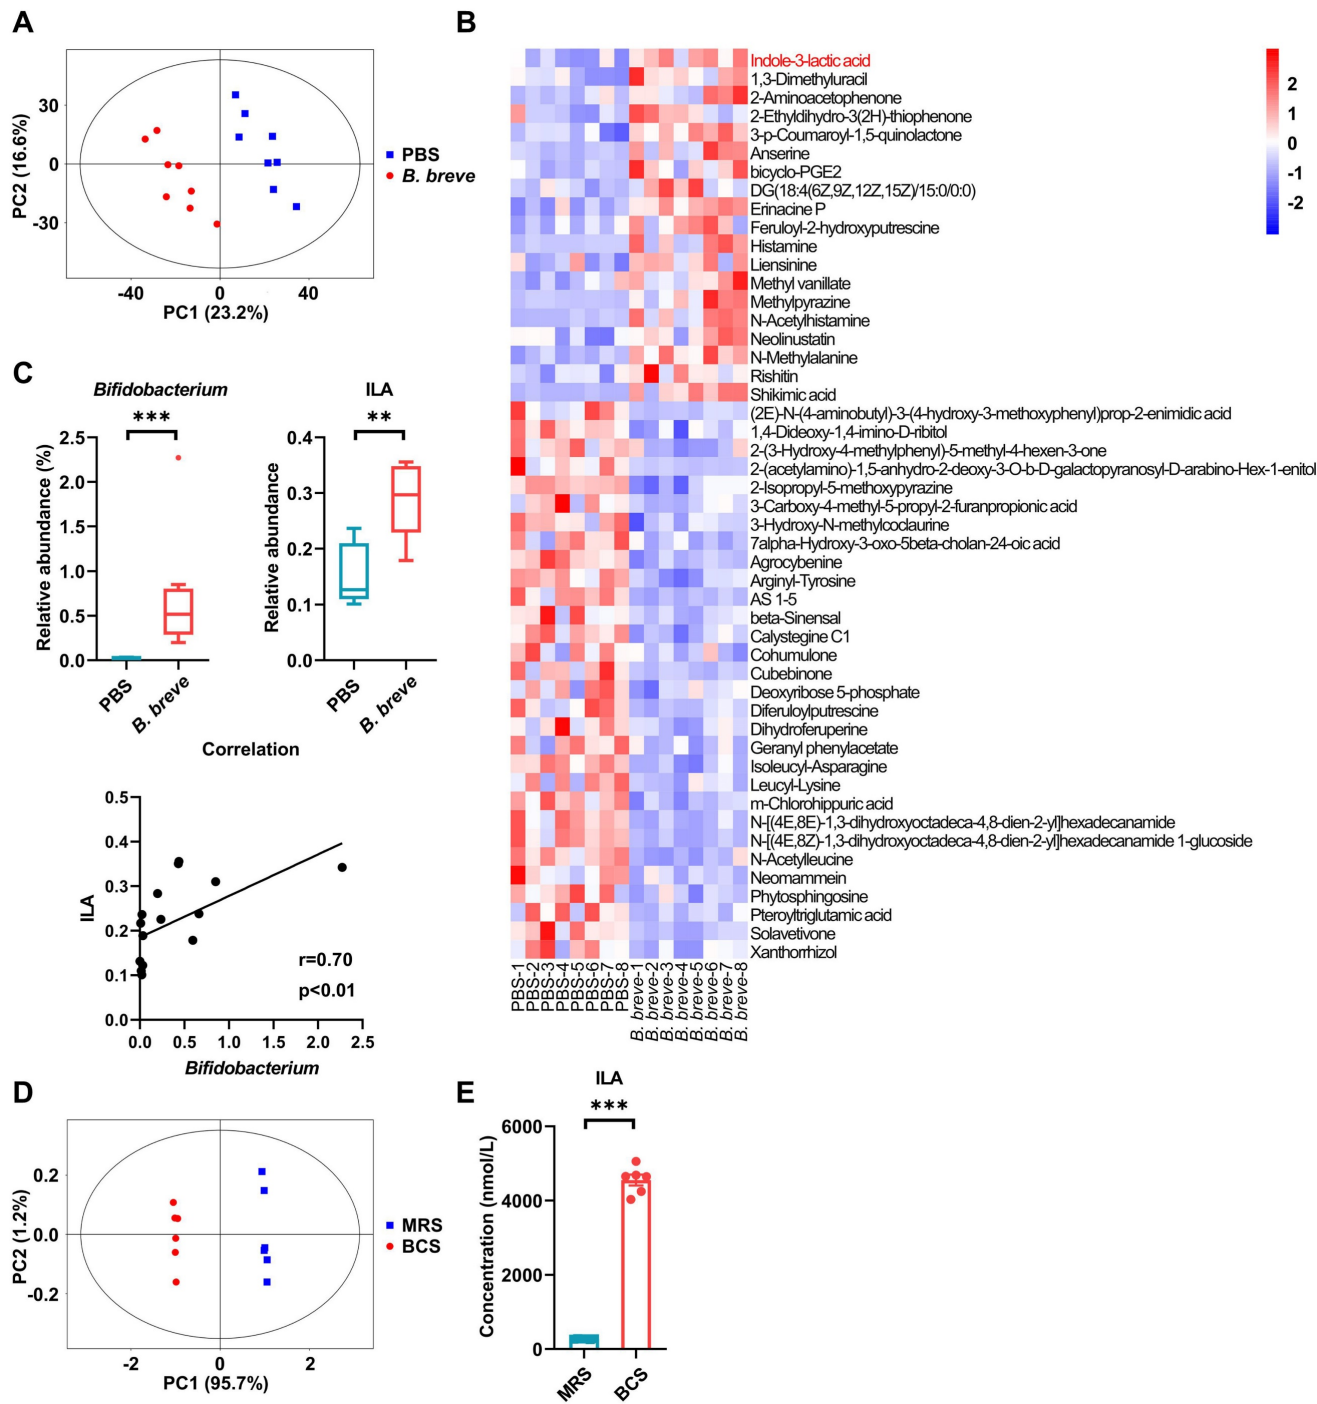 A
PC2 (16.6%)
30
0
-30
-40
0
40
PC1 (23.2%)
PBS
B. breve
B
Indole-3-lactic acid
1,3-Dimethyluracil
2-Aminoacetophenone
2-Ethyldihydro-3(2H)-thiophenone
3-p-Coumaroyl-1,5-quinolactone
Anserine
bicyclo-PGE2
DG(18:4(6Z,9Z,12Z,15Z)/15:0/0:0)
Erinacine P
Feruloyl-2-hydroxyputrescine
Histamine
Liensinine
Methyl vanillate
Methylpyrazine
N-Acetylhistamine
Neolinustatin
N-Methylalanine
Rishitin
Shikimic acid
(2E)-N-(4-aminobutyl)-3-(4-hydroxy-3-methoxyphenyl)prop-2-enimidic acid
1,4-Dideoxy-1,4-imino-D-ribitol
2-(3-Hydroxy-4-methylphenyl)-5-methyl-4-hexen-3-one
2-(acetylamino)-1,5-anhydro-2-deoxy-3-O-b-D-galactopyranosyl-D-arabino-Hex-1-enitol
2-Isopropyl-5-methoxypyrazine
3-Carboxy-4-methyl-5-propyl-2-furanpropionic acid
3-Hydroxy-N-methylcoclaurine
7alpha-Hydroxy-3-oxo-5beta-cholan-24-oic acid
Agrocybenine
Arginyl-Tyrosine
AS 1-5
beta-Sinensal
Calystegine C1
Cohumulone
Cubebinone
Deoxyribose 5-phosphate
Diferuloylputrescine
Dihydroferuperine
Geranyl phenylacetate
Isoleucyl-Asparagine
Leucyl-Lysine
m-Chlorohippuric acid
N-[(4E,8E)-1,3-dihydroxyoctadeca-4,8-dien-2-yl]hexadecanamide
N-[(4E,8Z)-1,3-dihydroxyoctadeca-4,8-dien-2-yl]hexadecanamide 1-glucoside
N-Acetylleucine
Neomammein
Phytosphingosine
Pteroyltriglutamic acid
Solavetivone
Xanthorrhizol
PBS-1
PBS-2
PBS-3
PBS-4
PBS-5
PBS-6
PBS-7
PBS-8
B. breve-1
B. breve-2
B. breve-3
B. breve-4
B. breve-5
B. breve-6
B. breve-7
B. breve-8
2
1
0
-1
-2
C
Bifidobacterium
***
Relative abundance (%)
2.5
2.0
1.5
1.0
0.5
0.0
PBS
B. breve
ILA
**
Relative abundance
0.4
0.3
0.2
0.1
0.0
PBS
B. breve
Correlation
ILA
0.5
0.4
0.3
0.2
0.1
0.0
r=0.70
p<0.01
0.0
0.5
1.0
1.5
2.0
2.5
Bifidobacterium
D
PC2 (1.2%)
0.2
0.0
-0.2
-2
0
2
PC1 (95.7%)
MRS
BCS
E
ILA
***
Concentration (nmol/L)
6000
4000
2000
0
MRS
BCS